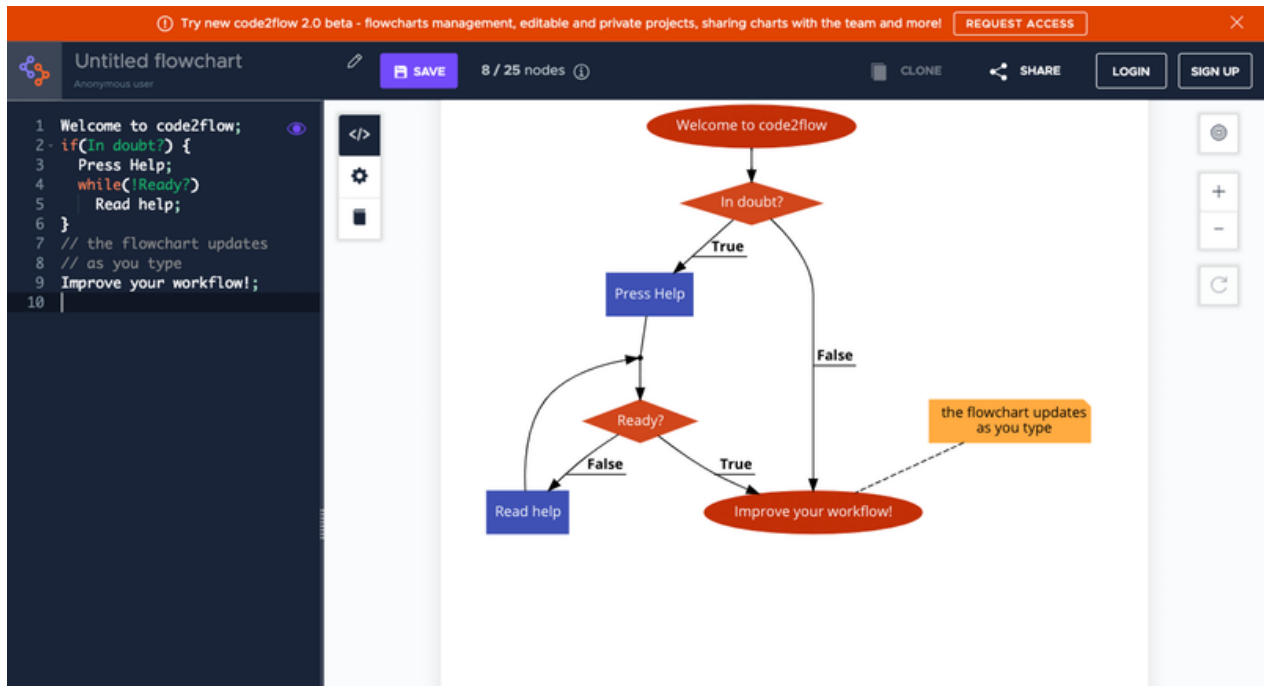 Try new code2flow 2.0 beta - flowcharts management, editable and private projects, sharing charts with the team and more! REQUEST ACCESS
Untitled flowchart
Anonymous user
SAVE
8 / 25 nodes
CLONE
SHARE
LOGIN
SIGN UP
1 Welcome to code2flow;
2 if(In doubt?) {
3 Press Help;
4 while(!Ready?)
5 Read help;
6 }
7 // the flowchart updates
8 // as you type
9 Improve your workflow!;
10
</>
Welcome to code2flow
In doubt?
True
Press Help
False
Ready?
the flowchart updates
as you type
False
True
Read help
Improve your workflow!